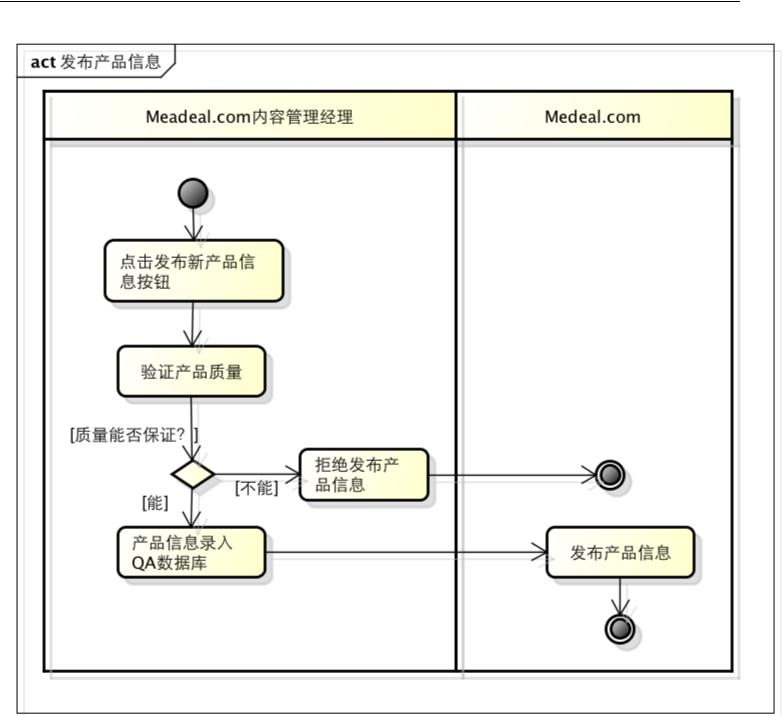 act 发布产品信息
Meadeal.com内容管理经理
Medeal.com
点击发布新产品信
息按钮
验证产品质量
[质量能否保证？]
拒绝发布产
品信息
[不能]
[能]
产品信息录入
QA数据库
发布产品信息